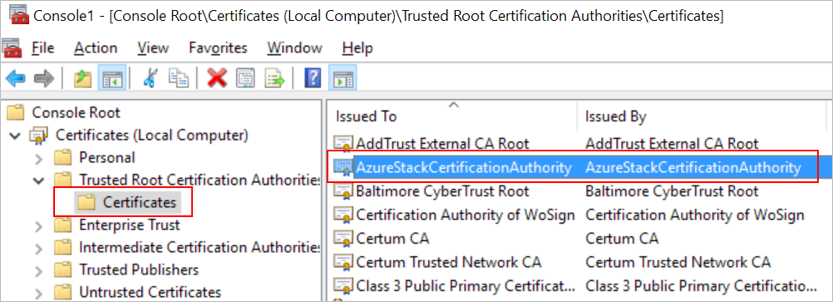 Console1 - [Console Root\Certificates (Local Computer)\Trusted Root Certification Authorities\Certificates]
File Action View Favorites Window Help
Console Root
Certificates (Local Computer)
Personal
Trusted Root Certification Authorities
Certificates
Enterprise Trust
Intermediate Certification Authorities
Trusted Publishers
Untrusted Certificates
Issued To Issued By
AddTrust External CA Root AddTrust External CA Root
AzureStackCertificationAuthority AzureStackCertificationAuthority
Baltimore CyberTrust Root Baltimore CyberTrust Root
Certification Authority of WoSign Certification Authority of WoSign
Certum CA Certum CA
Certum Trusted Network CA Certum Trusted Network CA
Class 3 Public Primary Certificat... Class 3 Public Primary Certificatio...